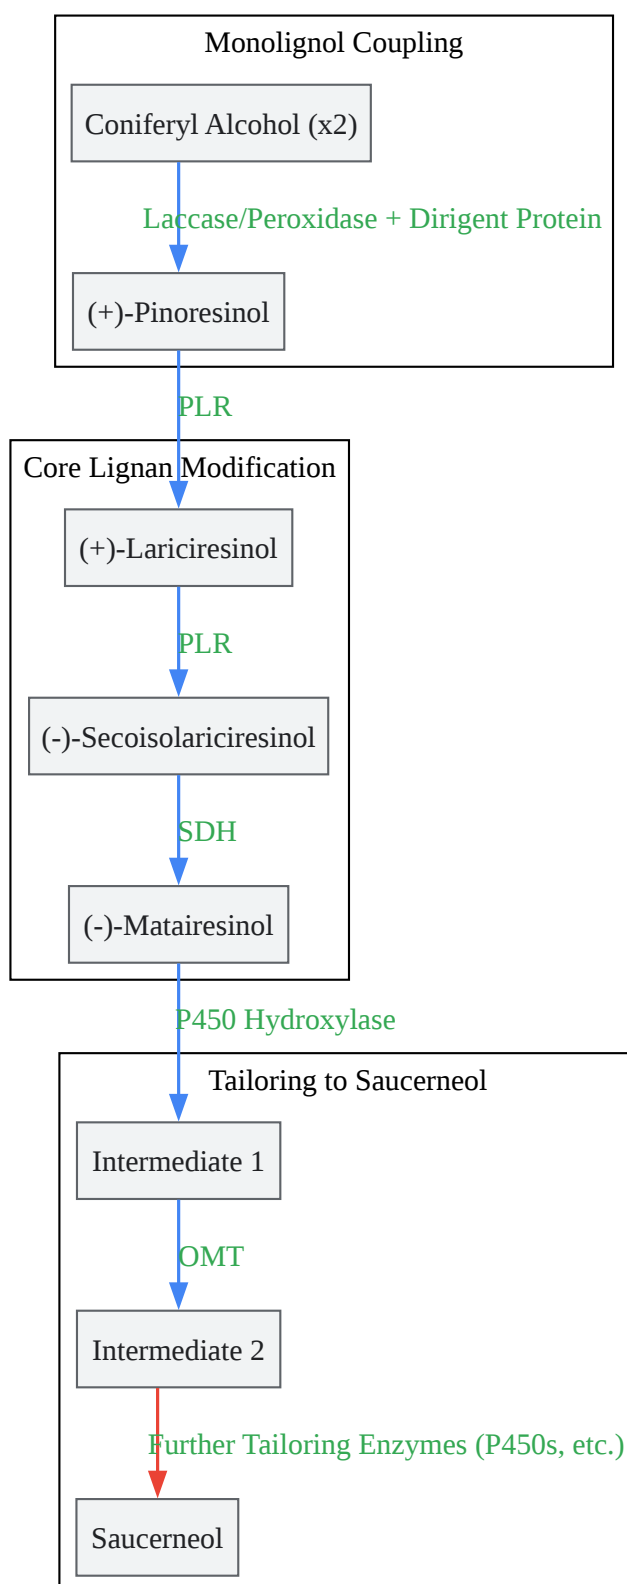 Monolignol Coupling
Coniferyl Alcohol (x2)
Laccase/Peroxidase + Dirigent Protein
(+)-Pinoresinol
PLR
Core Lignan Modification
(+)-Lariciresinol
PLR
(-)-Secoisolariciresinol
SDH
(-)-Matairesinol
P450 Hydroxylase
Tailoring to Saucerneol
Intermediate 1
OMT
Intermediate 2
Further Tailoring Enzymes (P450s, etc.)
Saucerneol